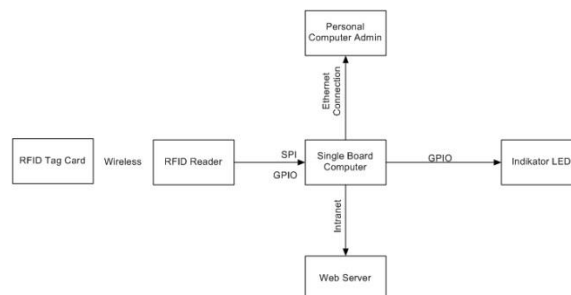 Personal
Computer Admin
Ethernet
Connection
RFID Tag Card
Wireless
RFID Reader
SPI
GPIO
Single Board
Computer
GPIO
Indikator LED
Intranet
Web Server